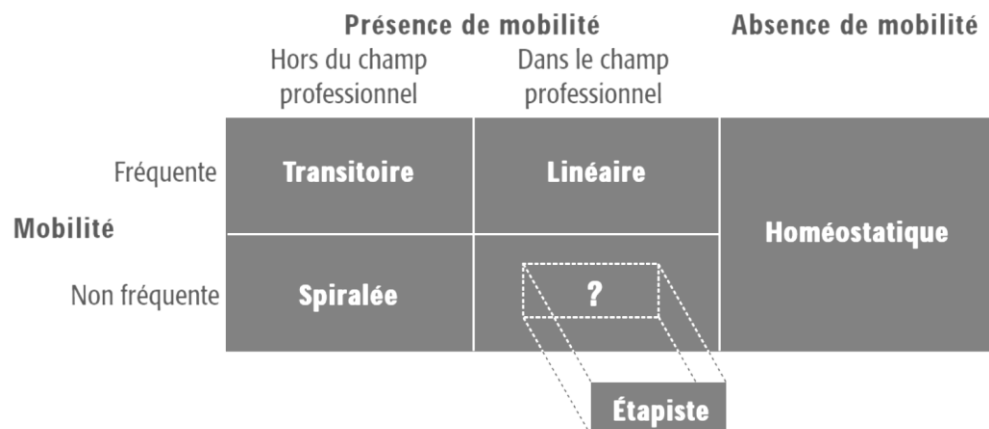 Présence de mobilité
Absence de mobilité
Hors du champ
professionnel
Dans le champ
professionnel
Fréquente
Transitoire
Linéaire
Mobilité
Homéostatique
Non fréquente
Spiralée
?
Étapiste